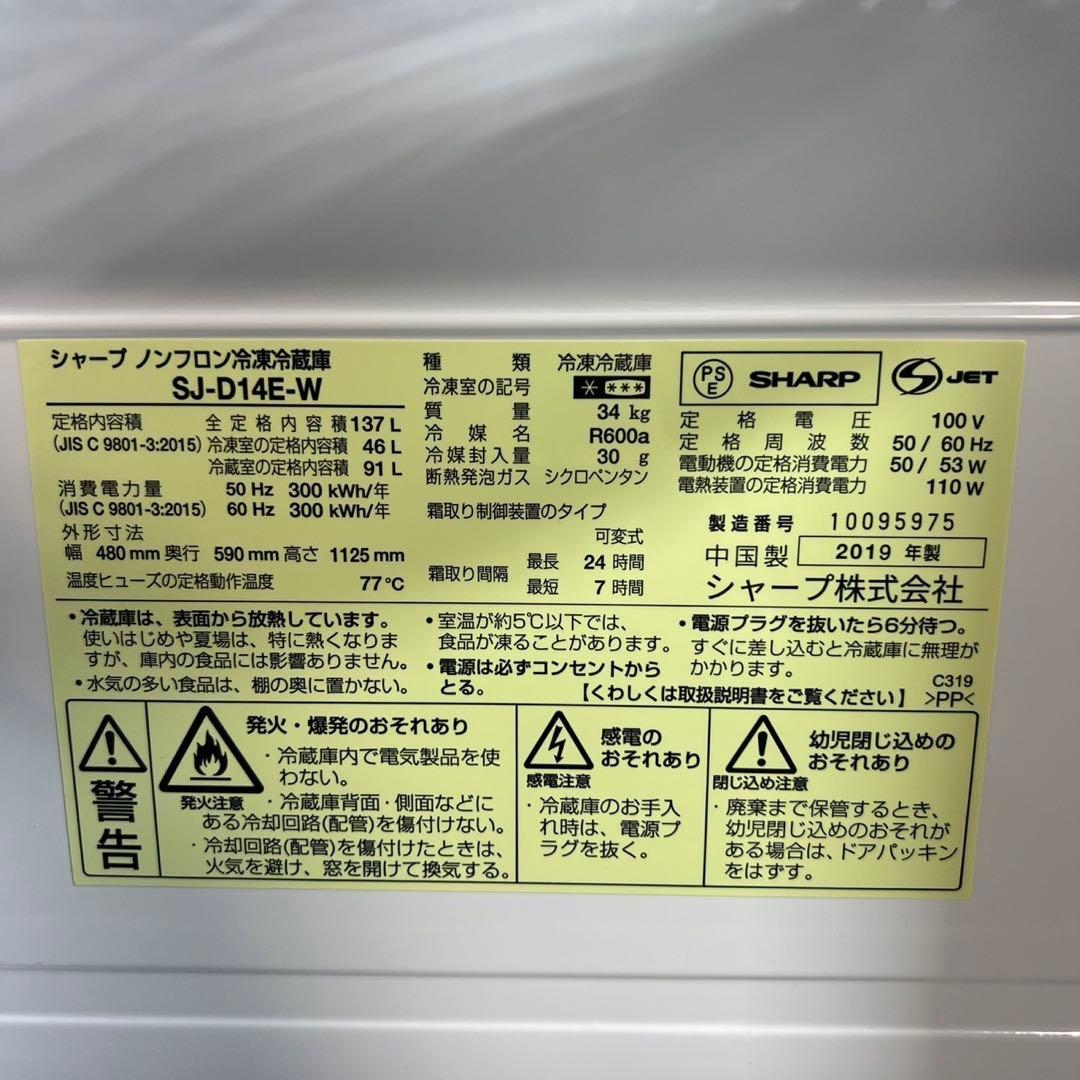 シャープ ノンフロン冷凍冷蔵庫
SJ-D14E-W
定格内容積 全定格内容積 137 L
(JIS C 9801-3:2015) 冷凍室の定格内容積 46 L
冷蔵室の定格内容積 91 L
消費電力量 50 Hz 300 kWh/年
(JIS C 9801-3:2015) 60 Hz 300 kWh/年
外形寸法
幅 480 mm 奥行 590 mm 高さ 1125 mm
温度ヒューズの定格動作温度 77℃
種類 冷凍冷蔵庫
冷凍室の記号 * ***
質量 34 kg
冷媒名 R600a
冷媒封入量 30 g
断熱発泡ガス シクロペンタン
霜取り制御装置のタイプ
可変式
霜取り間隔 最長 24 時間
最短 7 時間
PS
E
SHARP
S JET
定格電圧 100 V
定格周波数 50 / 60 Hz
電動機の定格消費電力 50 / 53 W
電熱装置の定格消費電力 110 W
製造番号 10095975
中国製 2019 年製
シャープ株式会社
・冷蔵庫は、表面から放熱しています。
使いはじめや夏場は、特に熱くなりま
すが、庫内の食品には影響ありません。
・水気の多い食品は、棚の奥に置かない。
・室温が約5℃以下では、
食品が凍ることがあります。
・電源は必ずコンセントから
とる。
・電源プラグを抜いたら6分待つ。
すぐに差し込むと冷蔵庫に無理が
かかります。
C319
【くわしくは取扱説明書をご覧ください】 >PP<
警告
発火・爆発のおそれあり
発火注意
・冷蔵庫内で電気製品を使
わない。
・冷蔵庫背面・側面などに
ある冷却回路(配管)を傷付けない。
・冷却回路(配管)を傷付けたときは、
火気を避け、窓を開けて換気する。
感電の
おそれあり
感電注意
・冷蔵庫のお手入
れ時は、電源プ
ラグを抜く。
幼児閉じ込めの
おそれあり
閉じ込め注意
・廃棄まで保管するとき、
幼児閉じ込めのおそれが
ある場合は、ドアパッキン
をはずす。